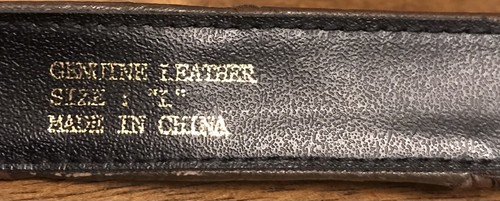 GENUINE LEATHER
SIZE : "L"
MADE IN CHINA